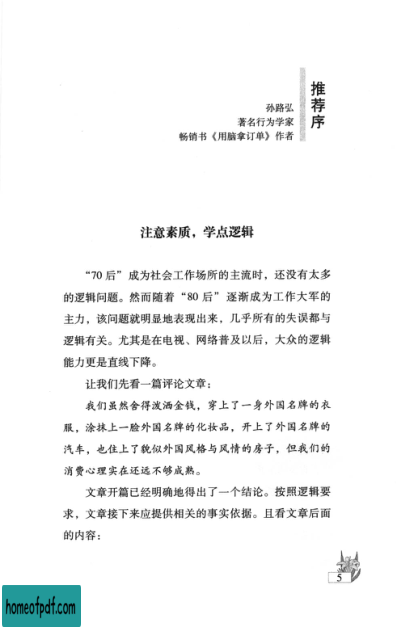 推荐序
孙路弘
著名行为学家
畅销书《用脑拿订单》作者
注意素质，学点逻辑
“70 后”成为社会工作场所的主流时，还没有太多
的逻辑问题。然而随着“80 后”逐渐成为工作大军的
主力，该问题就明显地表现出来，几乎所有的失误都与
逻辑有关。尤其是在电视、网络普及以后，大众的逻辑
能力更是直线下降。
让我们先看一篇评论文章：
我们虽然舍得泼洒金钱，穿上了一身外国名牌的衣
服，涂抹上一脸外国名牌的化妆品，开上了外国名牌的
汽车，也住上了貌似外国风格与风情的房子，但我们的
消费心理实在还远不够成熟。
文章开篇已经明确地得出了一个结论。按照逻辑要
求，文章接下来应提供相关的事实依据。且看文章后面
的内容：
5
homeofpdf.com